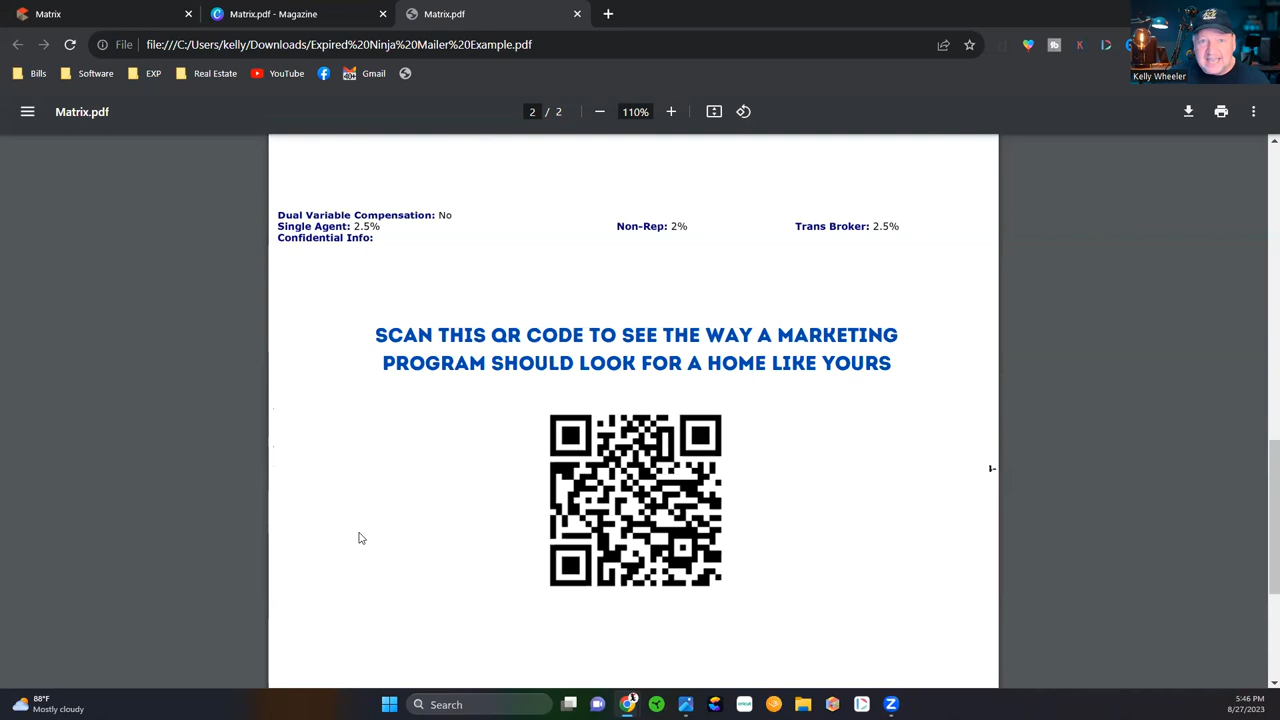 Matrix
Matrix.pdf - Magazine
Matrix.pdf
File
file:///C:/Users/kelly/Downloads/Expired%20Ninja%20Mailer%20Example.pdf
Bills
Software
EXP
Real Estate
YouTube
Gmail
Kelly Wheeler
Matrix.pdf
2 / 2
110%
Dual Variable Compensation: No
Single Agent: 2.5% Non-Rep: 2% Trans Broker: 2.5%
Confidential Info:
SCAN THIS QR CODE TO SEE THE WAY A MARKETING
PROGRAM SHOULD LOOK FOR A HOME LIKE YOURS
88°F
Mostly cloudy
Search
5:46 PM
8/27/2023